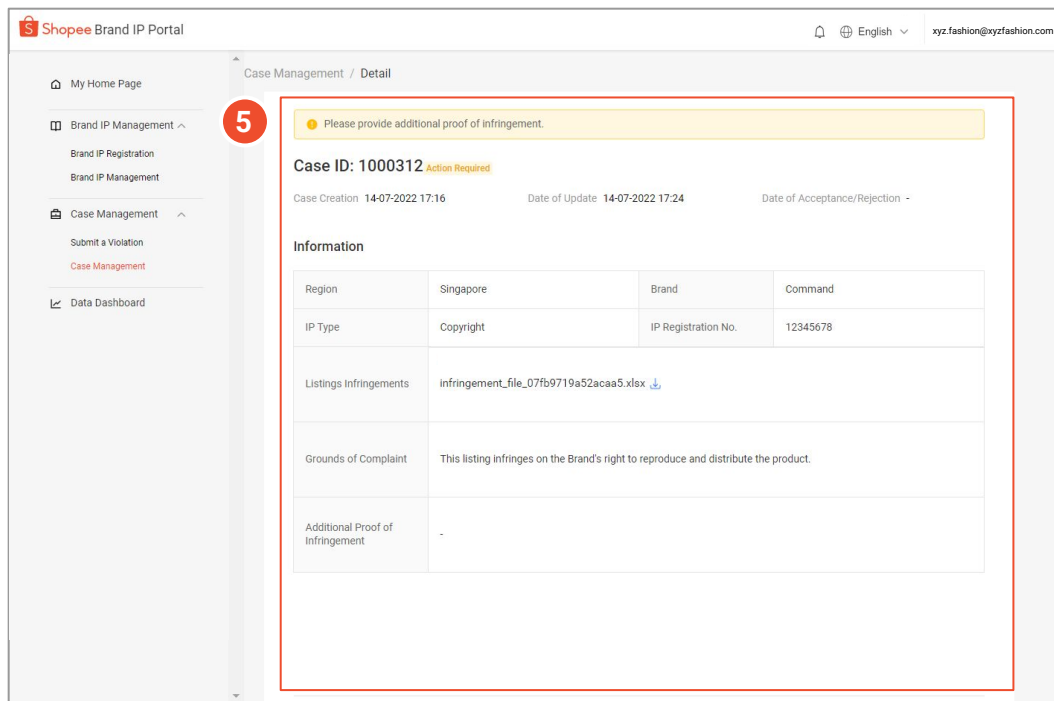 Shopee Brand IP Portal
English
xyz.fashion@xyzfashion.com
My Home Page
Brand IP Management
Brand IP Registration
Brand IP Management
Case Management
Submit a Violation
Case Management
Data Dashboard
Case Management / Detail
5
Please provide additional proof of infringement.
Case ID: 1000312 Action Required
Case Creation 14-07-2022 17:16 Date of Update 14-07-2022 17:24 Date of Acceptance/Rejection -
Information
Region Singapore Brand Command
IP Type Copyright IP Registration No. 12345678
Listings Infringements infringement_file_07fb9719a52acaa5.xlsx
Grounds of Complaint This listing infringes on the Brand's right to reproduce and distribute the product.
Additional Proof of
Infringement -